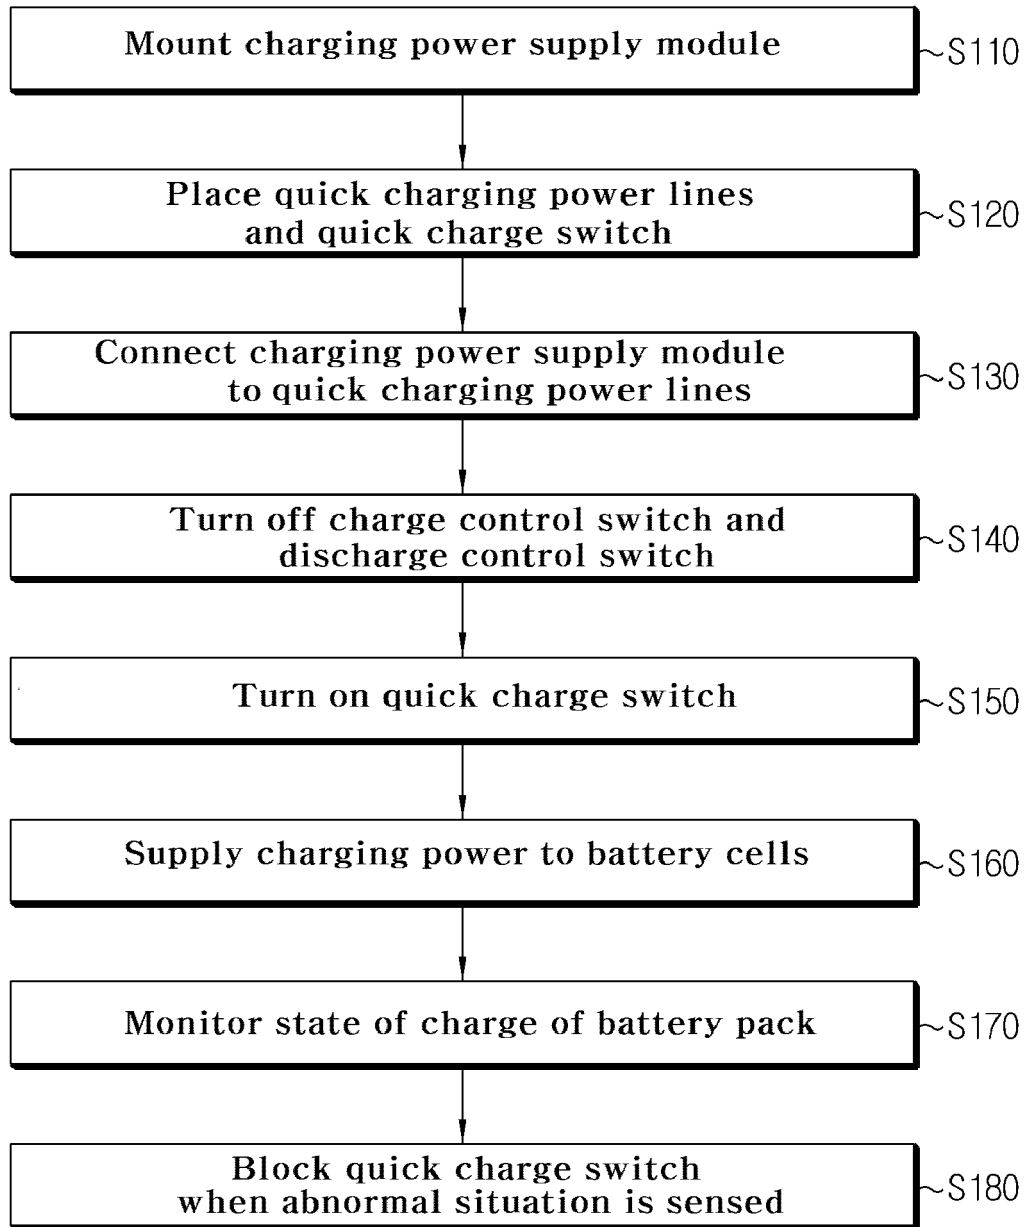 Mount charging power supply module
~S110
Place quick charging power lines
and quick charge switch
~S120
Connect charging power supply module
to quick charging power lines
~S130
Turn off charge control switch and
discharge control switch
~S140
Turn on quick charge switch
~S150
Supply charging power to battery cells
~S160
Monitor state of charge of battery pack
~S170
Block quick charge switch
when abnormal situation is sensed
~S180